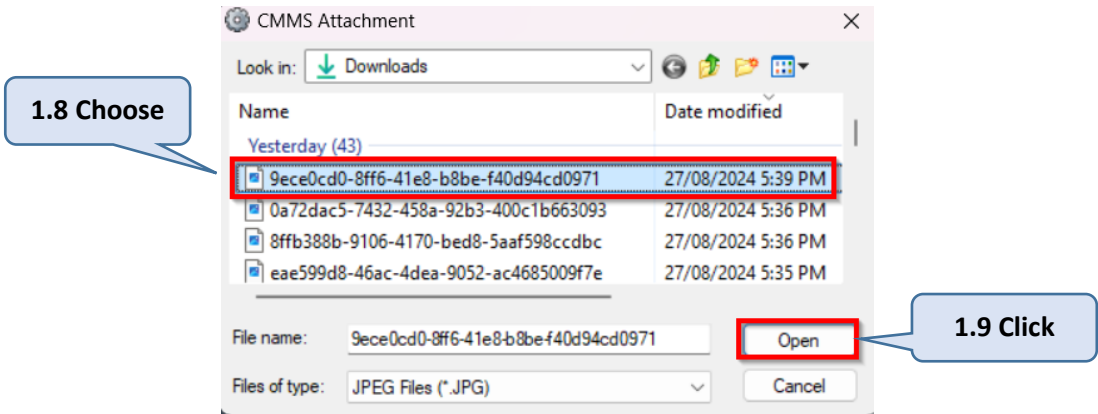 CMMS Attachment
Look in: Downloads
1.8 Choose
Name Date modified
Yesterday (43)
9ece0cd0-8ff6-41e8-b8be-f40d94cd0971 27/08/2024 5:39 PM
0a72dac5-7432-458a-92b3-400c1b663093 27/08/2024 5:36 PM
8ffb388b-9106-4170-bed8-5aaf598ccdbc 27/08/2024 5:36 PM
eae599d8-46ac-4dea-9052-ac4685009f7e 27/08/2024 5:35 PM
File name: 9ece0cd0-8ff6-41e8-b8be-f40d94cd0971 Open
1.9 Click
Files of type: JPEG Files (*.JPG) Cancel